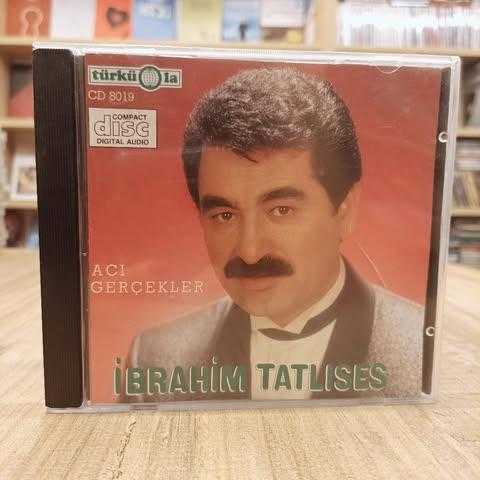 türkü la
CD 8019
COMPACT
disc
DIGITAL AUDIO
ACI
GERÇEKLER
İBRAHİM TATLISES